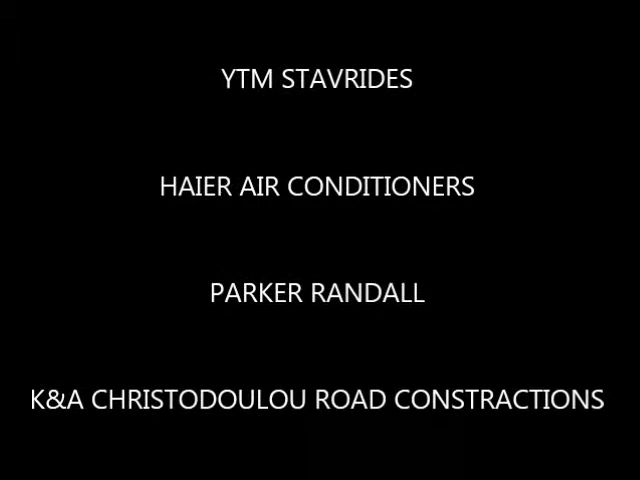 YTM STAVRIDES
HAIER AIR CONDITIONERS
PARKER RANDALL
K&A CHRISTODOULOU ROAD CONSTRACTIONS